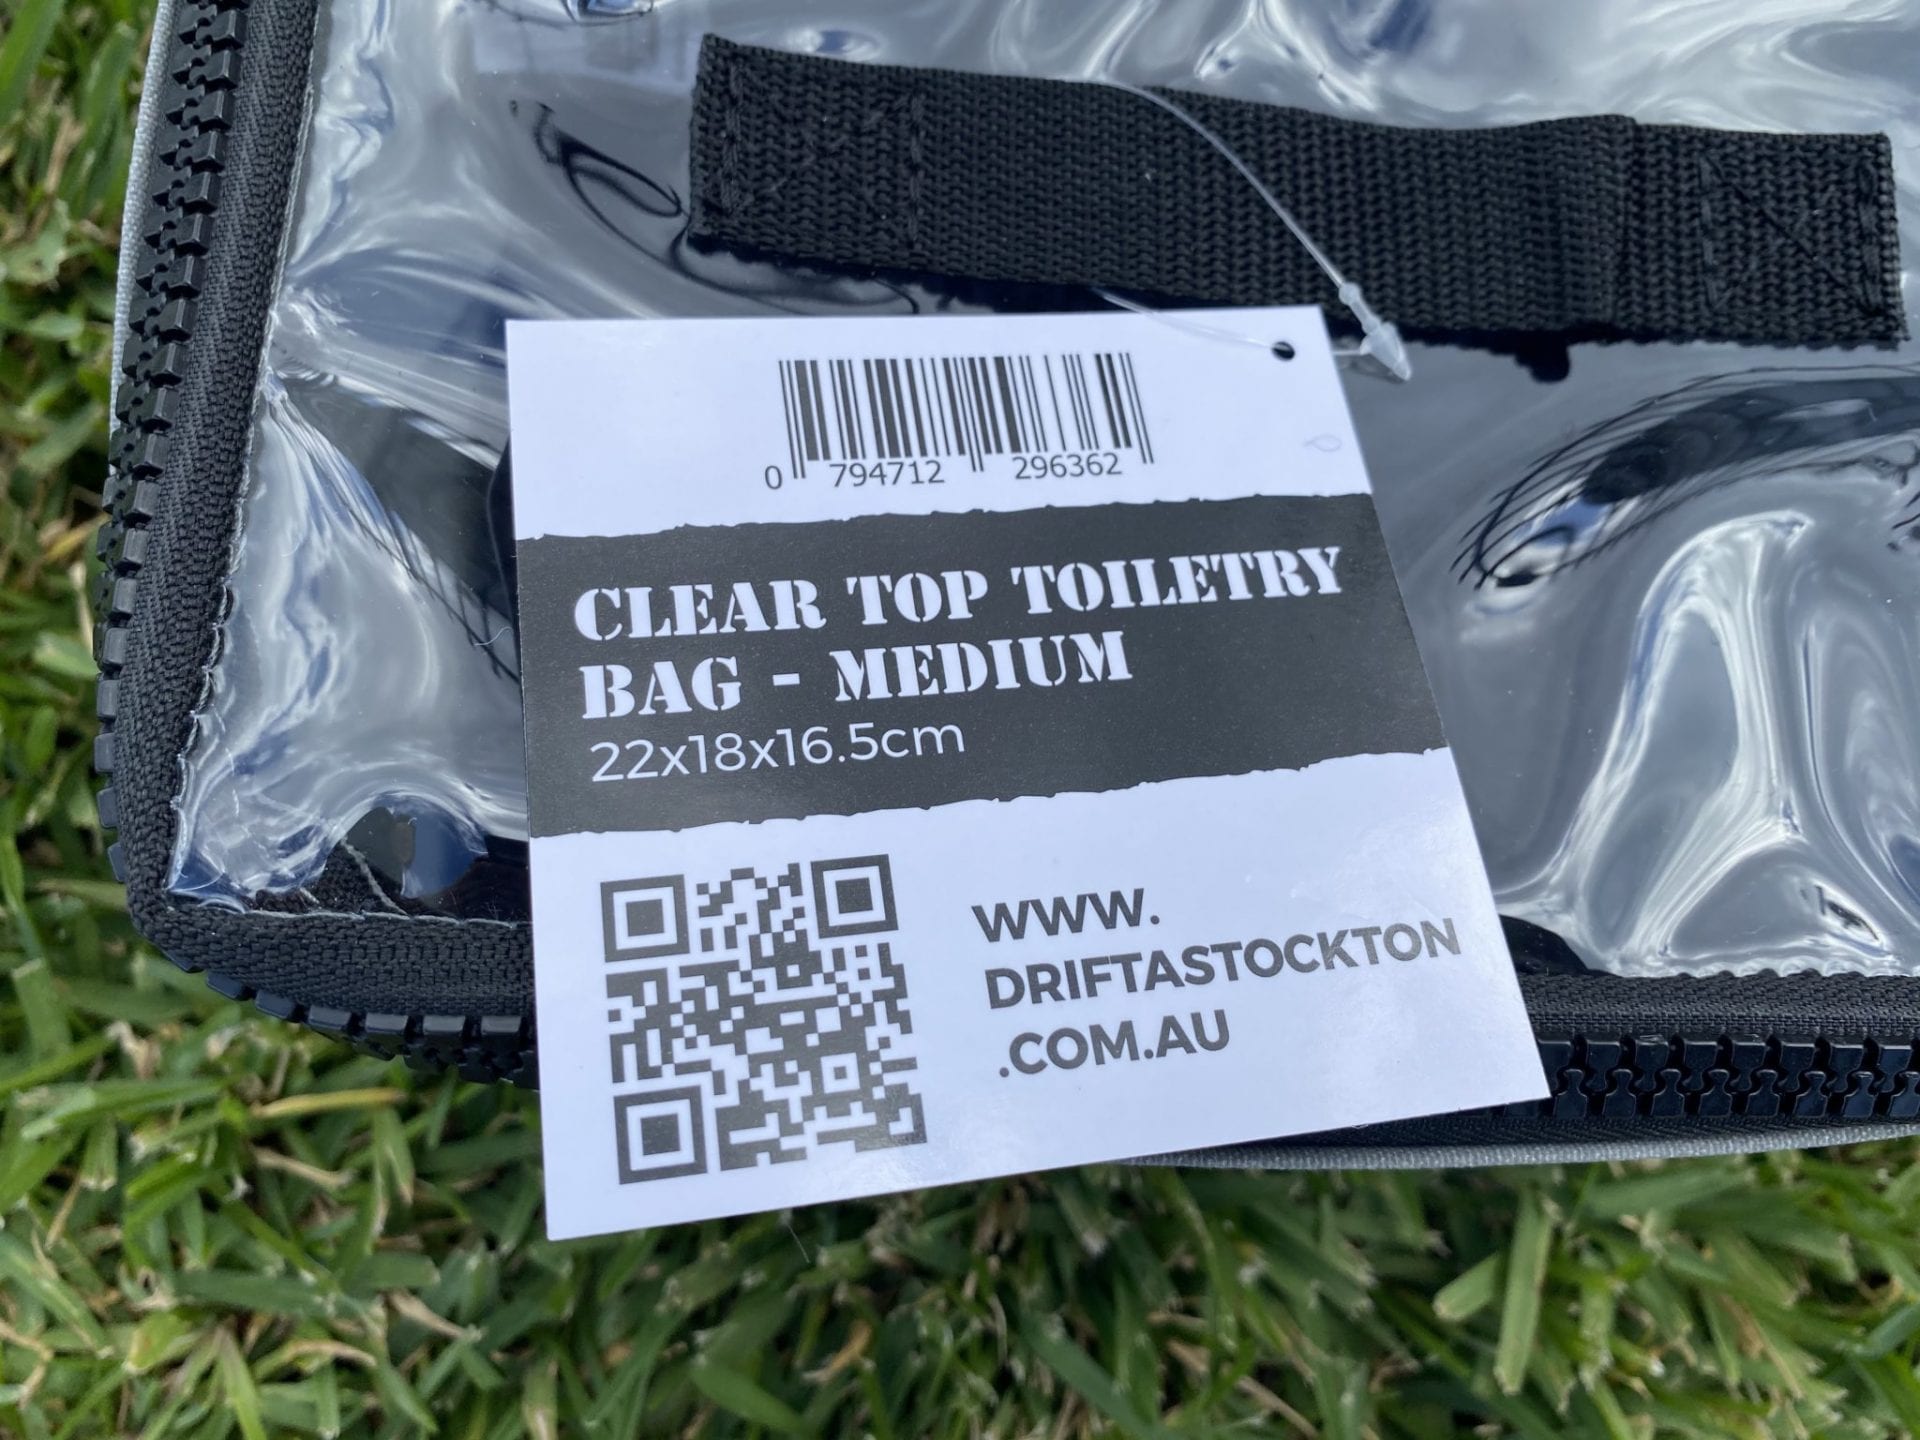 0 794712 296362
CLEAR TOP TOILETRY
BAG - MEDIUM
22x18x16.5cm
WWW.
DRIFTASTOCKTON
.COM.AU